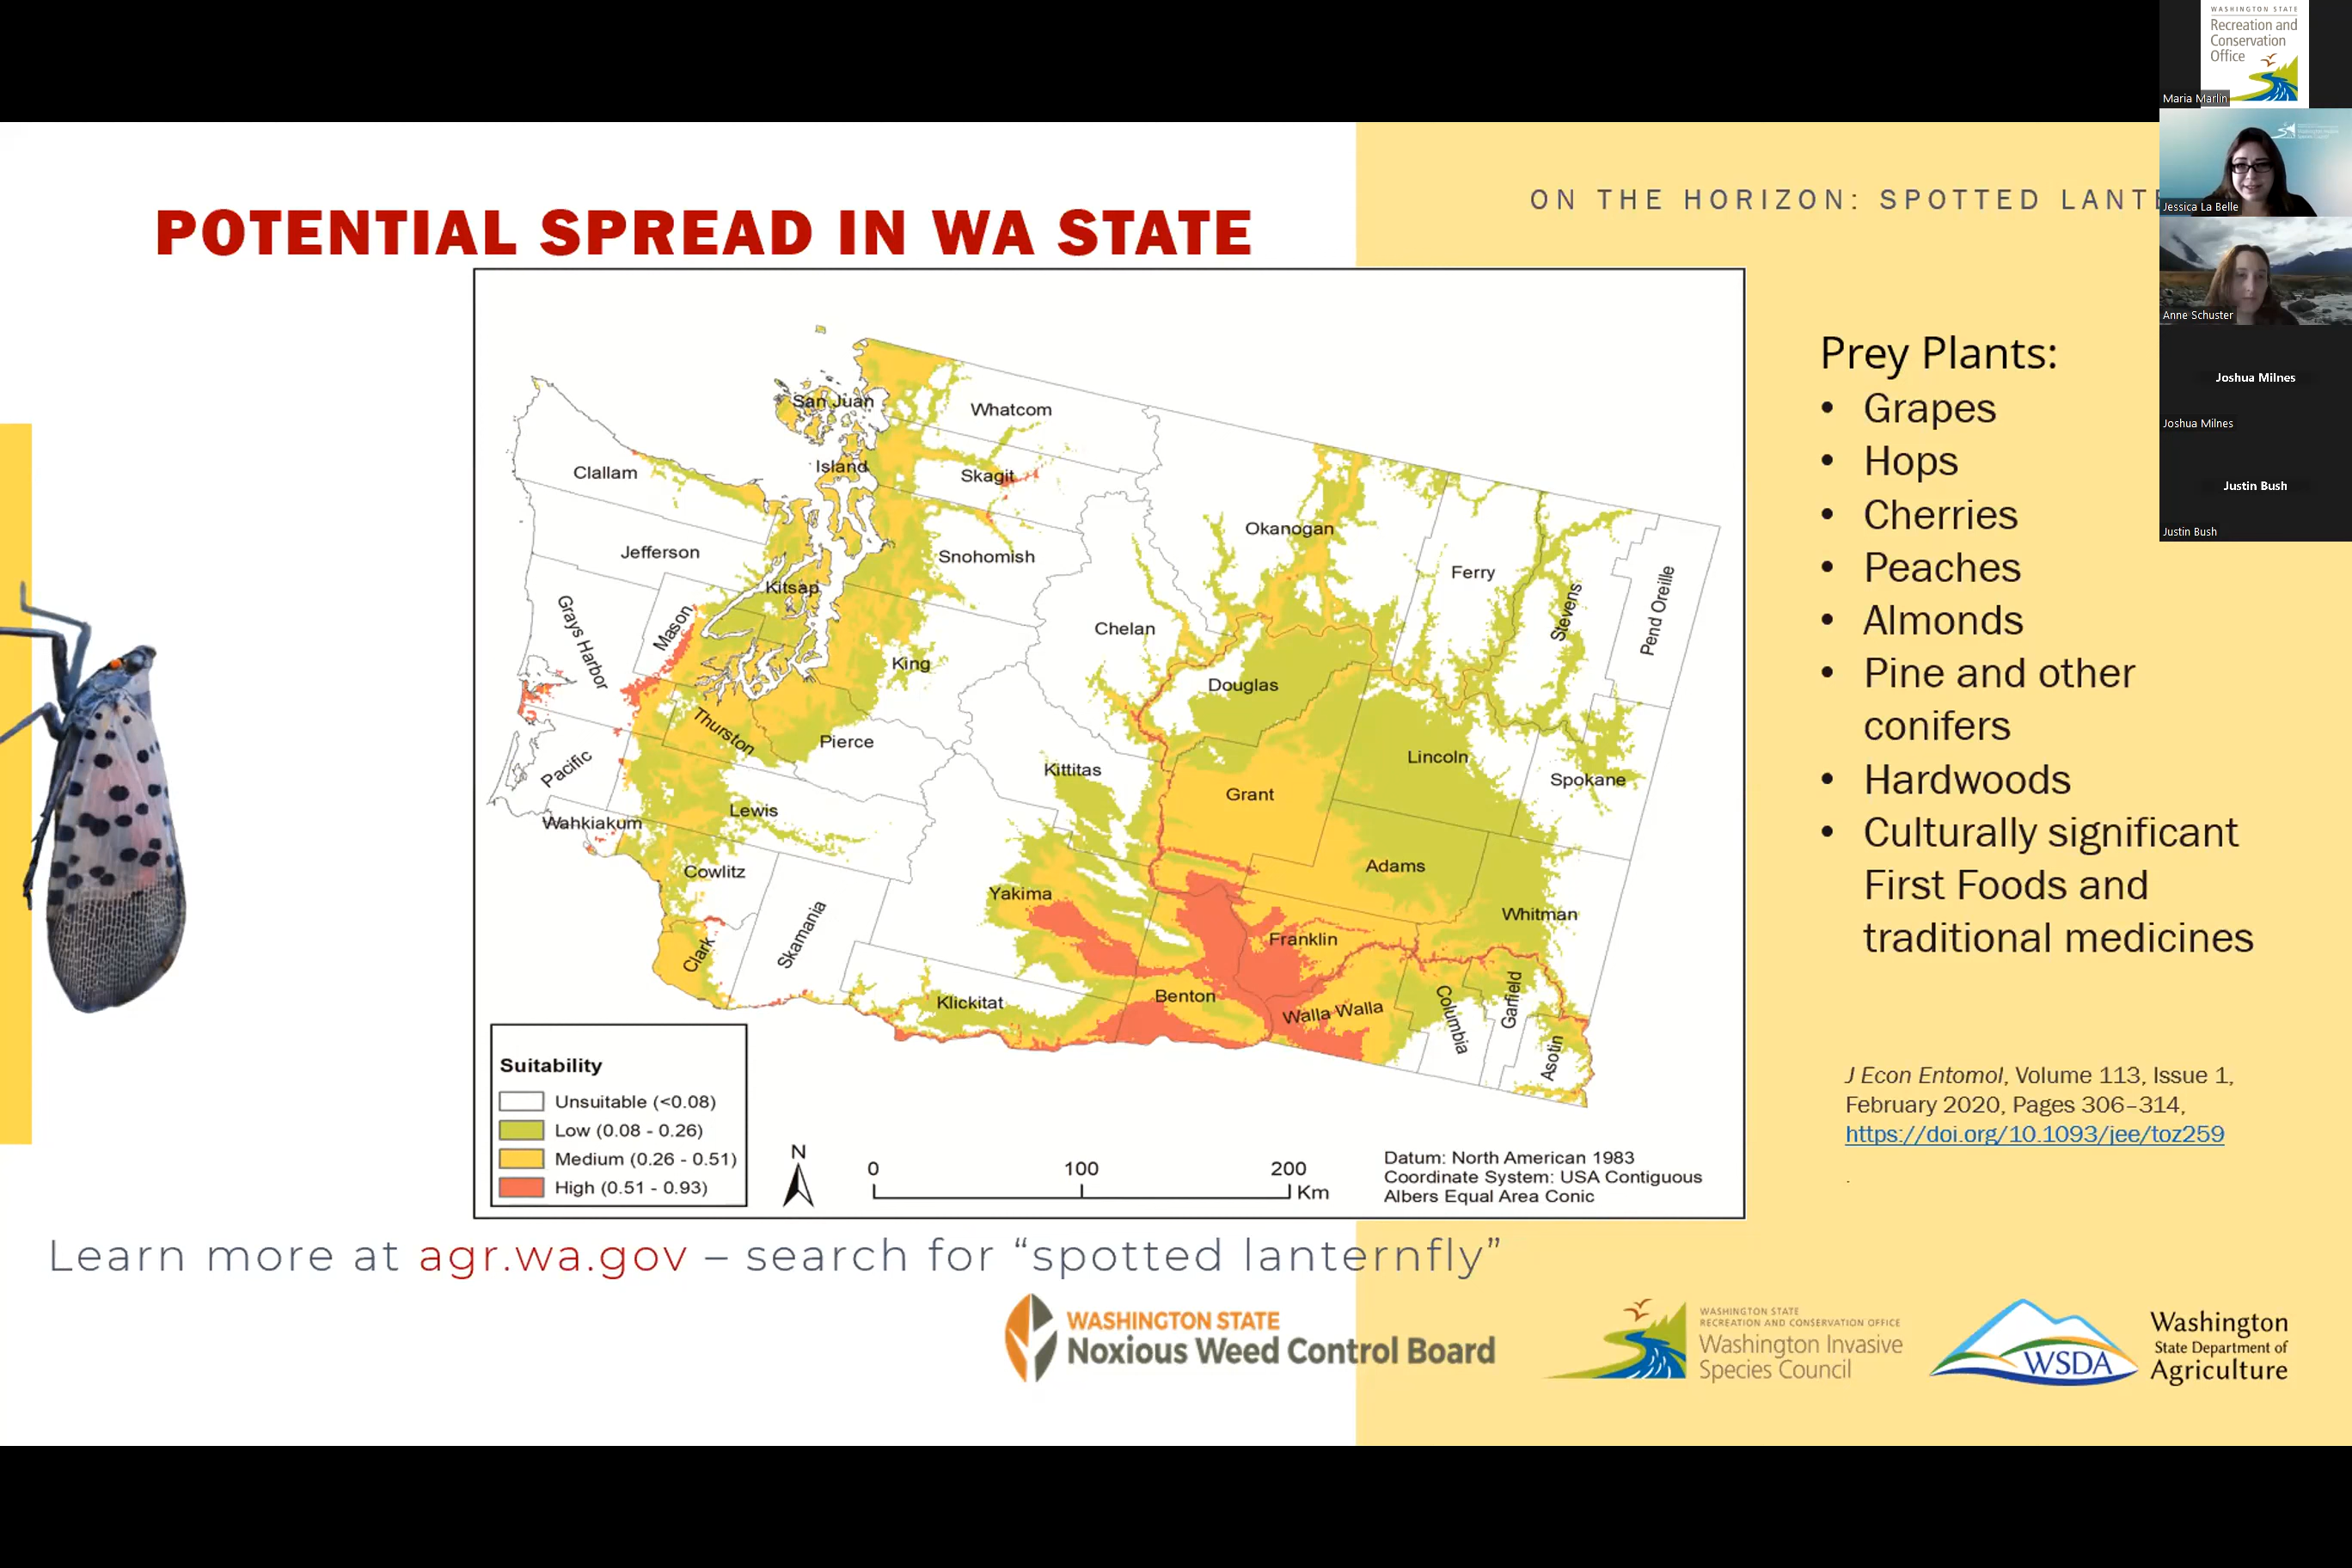 WASHINGTON STATE
Recreation and
Conservation
Office
Maria Marlin
Jessica La Belle
Anne Schuster
Joshua Milnes
Joshua Milnes
Justin Bush
Justin Bush
ON THE HORIZON: SPOTTED LANTE
POTENTIAL SPREAD IN WA STATE
San Juan
Whatcom
Island
Skagit
Clallam
Okanogan
Jefferson
Snohomish
Kitsap
Ferry
Stevens
Pend Oreille
Grays Harbor
Mason
Chelan
King
Douglas
Thurston
Pierce
Pacific
Kittitas
Lincoln
Spokane
Grant
Lewis
Wahkiakum
Adams
Cowlitz
Yakima
Whitman
Skamania
Franklin
Clark
Klickitat
Benton
Walla Walla
Columbia
Garfield
Asotin
Suitability
Unsuitable (<0.08)
Low (0.08 - 0.26)
Medium (0.26 - 0.51)
High (0.51 - 0.93)
N
0 100 200
Km
Datum: North American 1983
Coordinate System: USA Contiguous
Albers Equal Area Conic
Prey Plants:
• Grapes
• Hops
• Cherries
• Peaches
• Almonds
• Pine and other
conifers
• Hardwoods
• Culturally significant
First Foods and
traditional medicines
J Econ Entomol, Volume 113, Issue 1,
February 2020, Pages 306–314,
https://doi.org/10.1093/jee/toz259
.
Learn more at agr.wa.gov – search for “spotted lanternfly”
WASHINGTON STATE
Noxious Weed Control Board
WASHINGTON STATE
RECREATION AND CONSERVATION OFFICE
Washington Invasive
Species Council
WSDA
Washington
State Department of
Agriculture